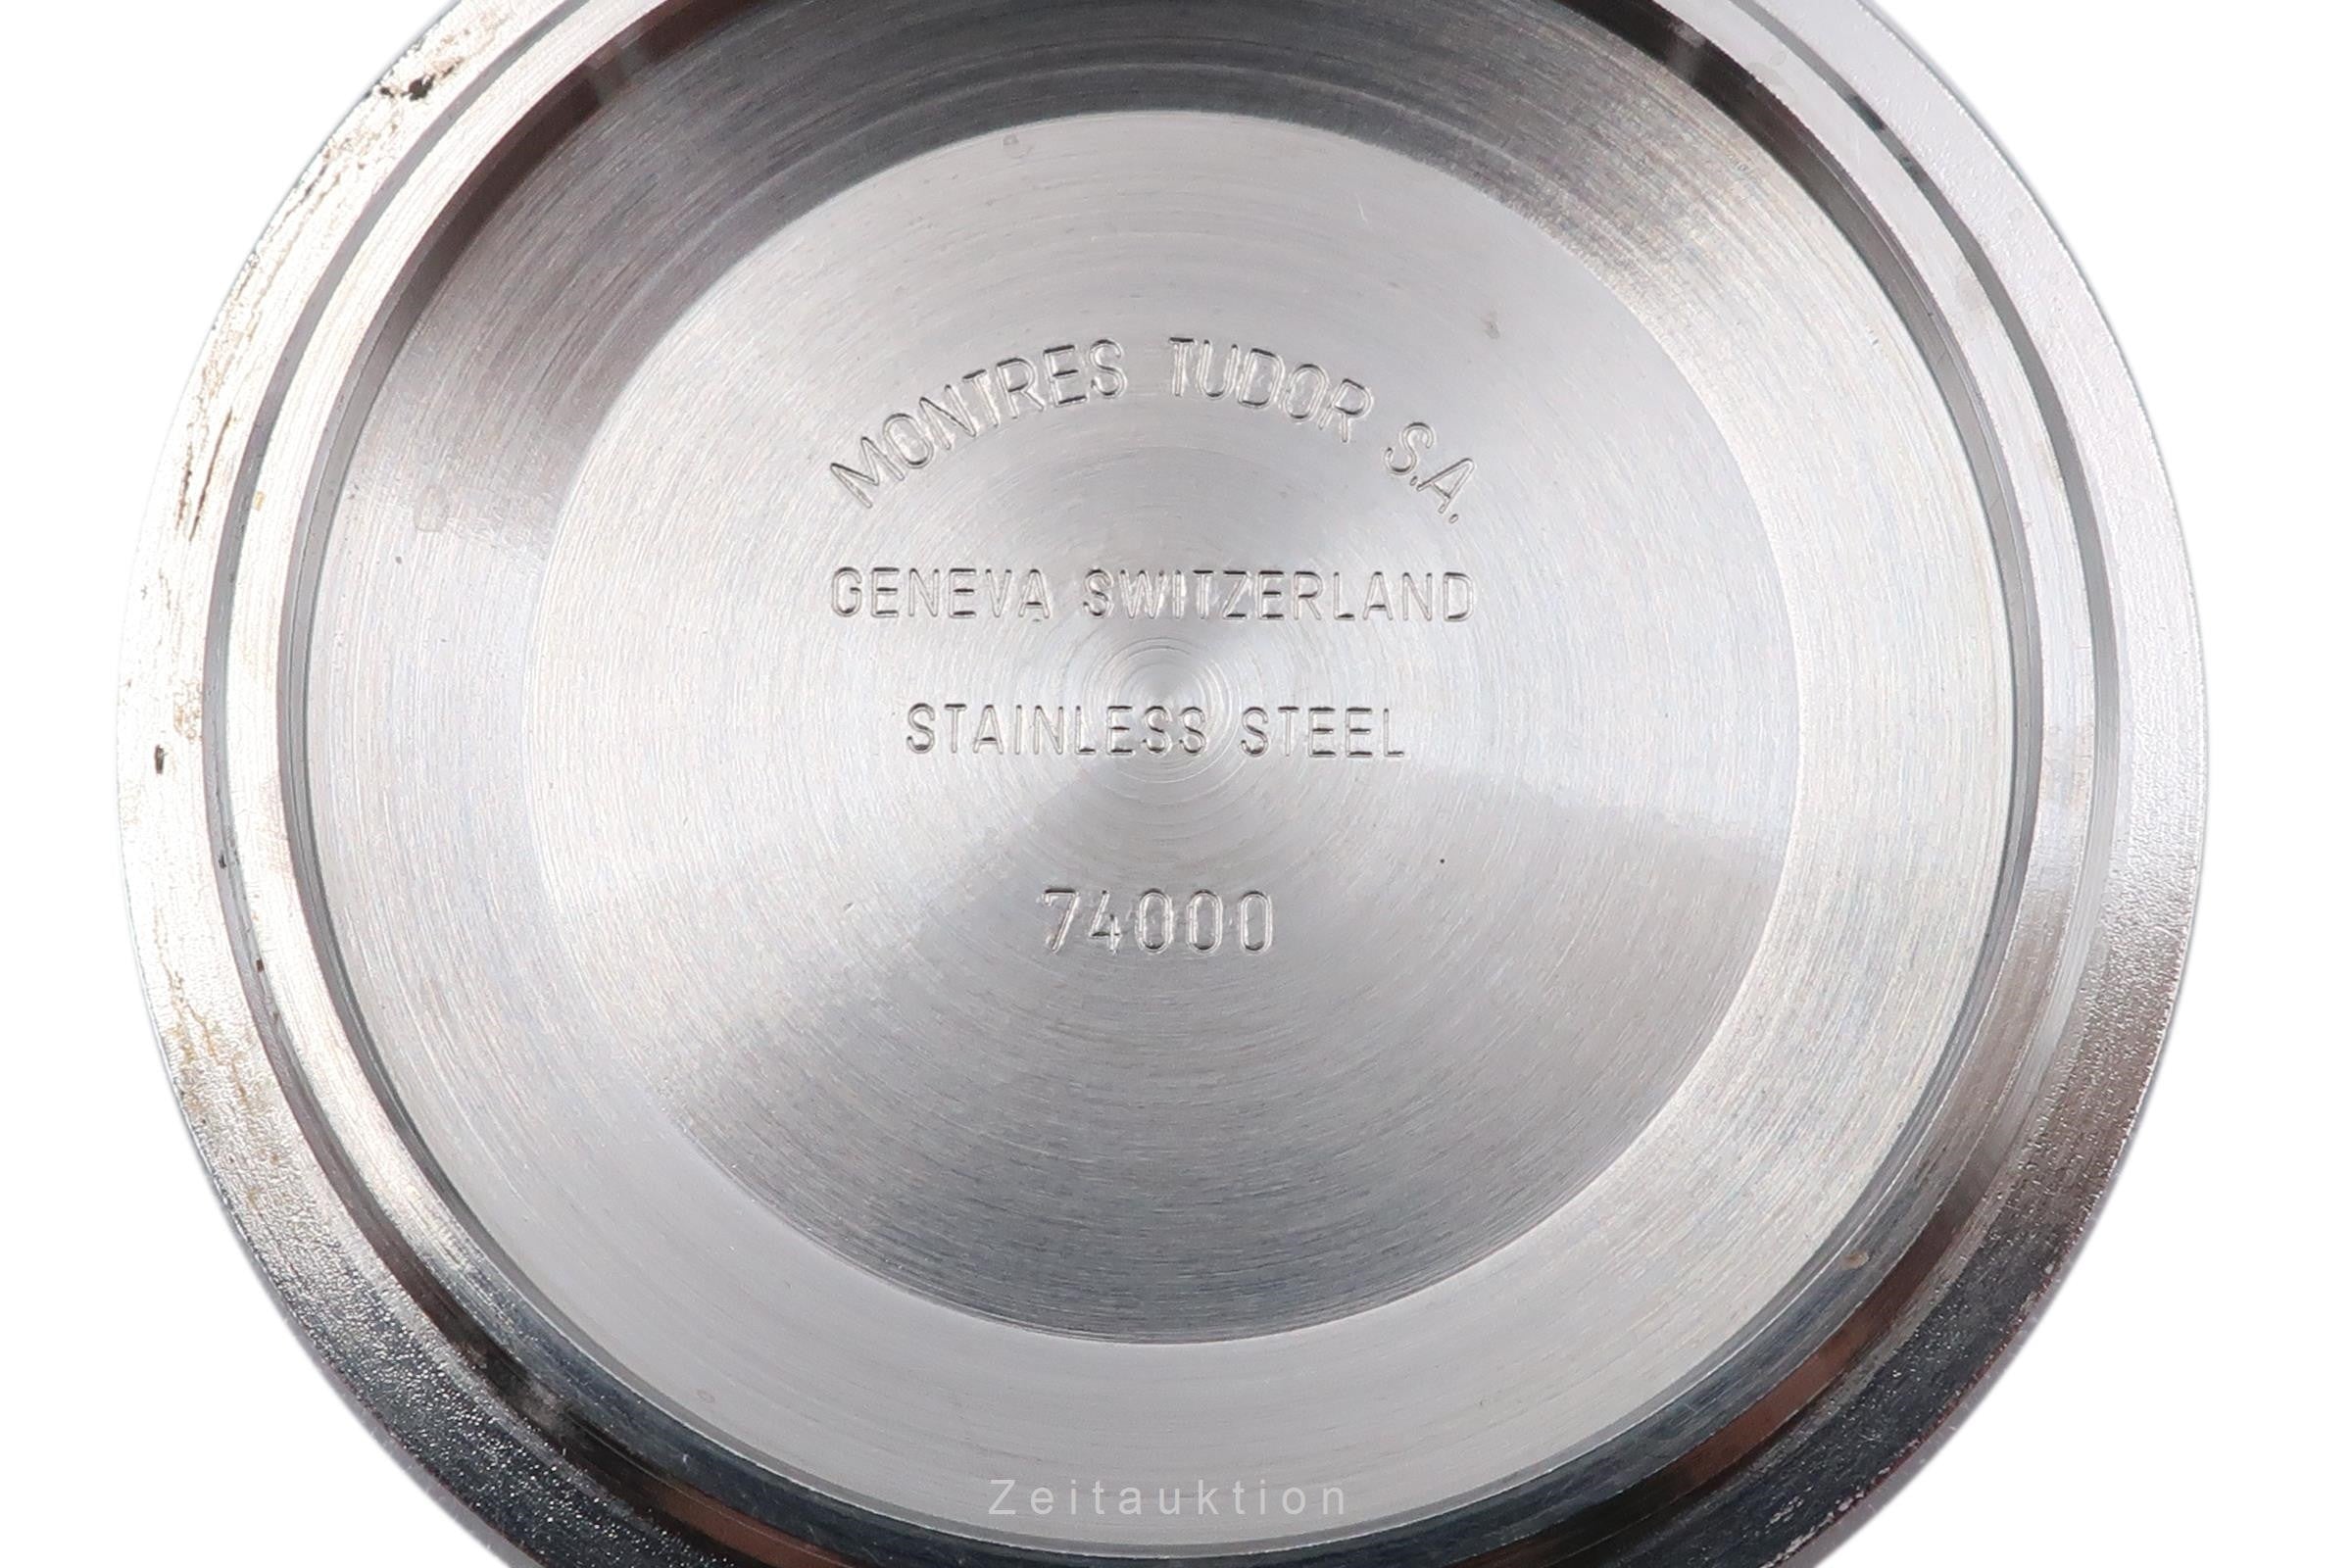 MONTRES TUDOR S.A.
GENEVA SWITZERLAND
STAINLESS STEEL
74000
Zeitauktion